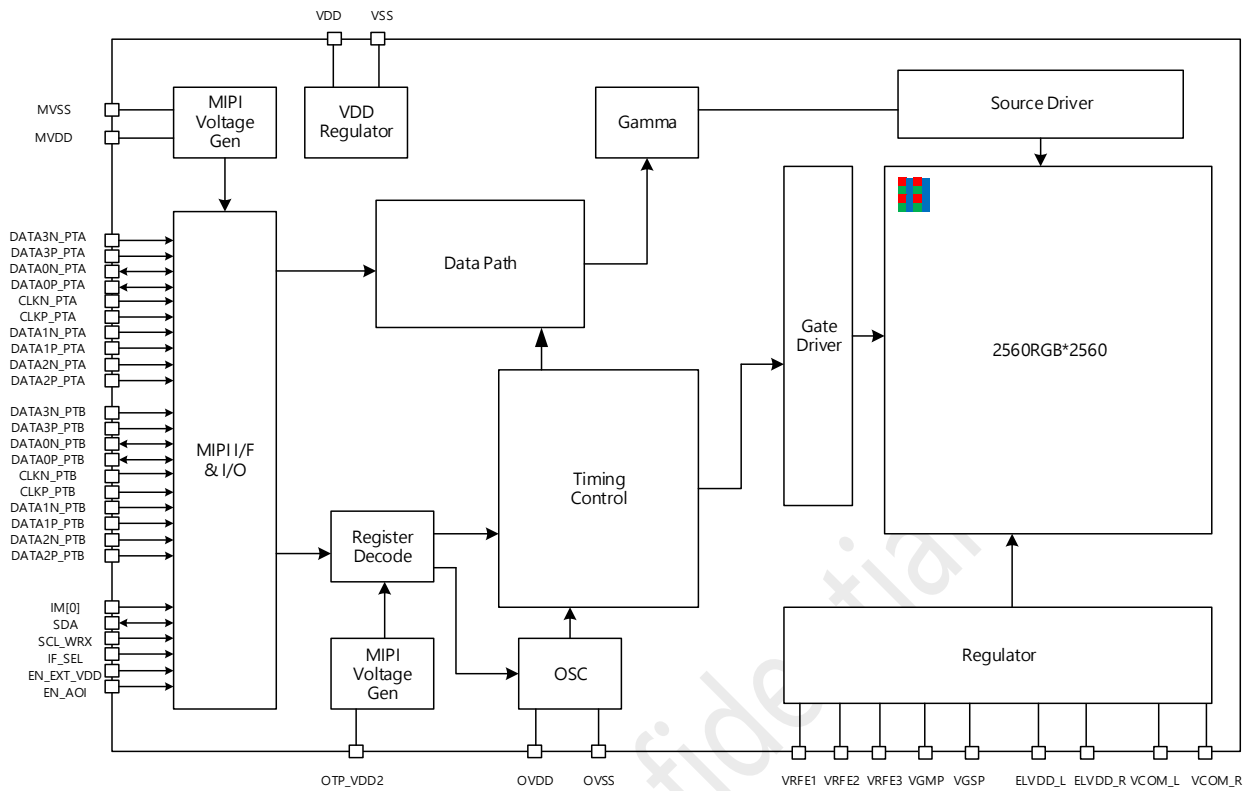 VDD
VSS
MVSS
MVDD
MIPI
Voltage
Gen
VDD
Regulator
Gamma
Source Driver
DATA3N_PTA
DATA3P_PTA
DATA0N_PTA
DATA0P_PTA
CLKN_PTA
CLKP_PTA
DATA1N_PTA
DATA1P_PTA
DATA2N_PTA
DATA2P_PTA
DATA3N_PTB
DATA3P_PTB
DATA0N_PTB
DATA0P_PTB
CLKN_PTB
CLKP_PTB
DATA1N_PTB
DATA1P_PTB
DATA2N_PTB
DATA2P_PTB
IM[0]
SDA
SCL_WRX
IF_SEL
EN_EXT_VDD
EN_AOI
MIPI I/F
& I/O
Data Path
Register
Decode
MIPI
Voltage
Gen
Timing
Control
OSC
Gate
Driver
2560RGB*2560
Regulator
OTP_VDD2
OVDD
OVSS
VRFE1
VRFE2
VRFE3
VGMP
VGSP
ELVDD_L
ELVDD_R
VCOM_L
VCOM_R